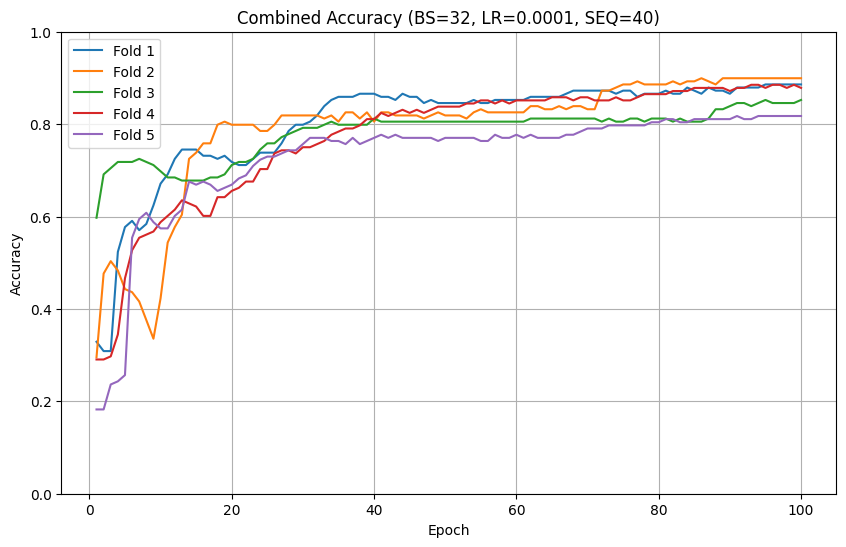 Combined Accuracy (BS=32, LR=0.0001, SEQ=40)
Fold 1
Fold 2
Fold 3
Fold 4
Fold 5
1.0
0.8
0.6
0.4
0.2
0.0
Accuracy
0 20 40 60 80 100
Epoch